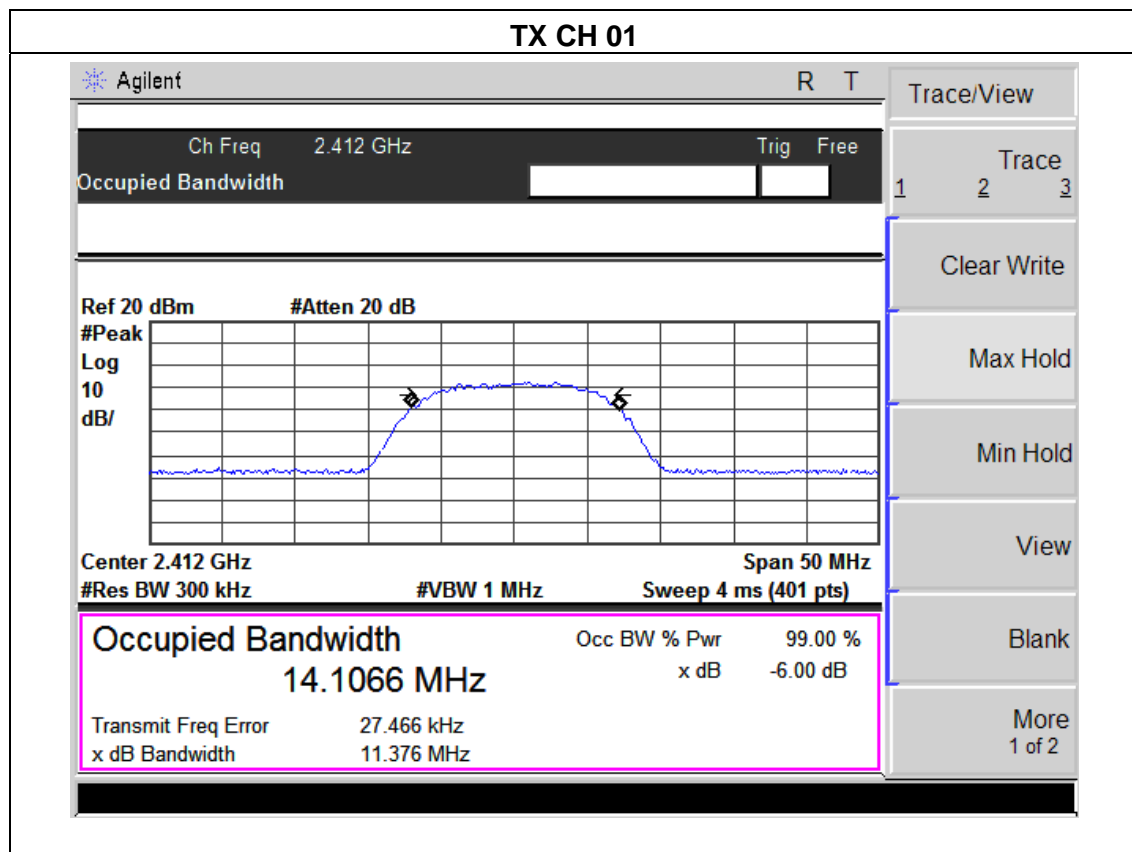 TX CH 01
Agilent R T
Trace/View
Ch Freq 2.412 GHz Trig Free
Occupied Bandwidth
Trace
1 2 3
Clear Write
Max Hold
Min Hold
View
Blank
More
1 of 2
Ref 20 dBm #Atten 20 dB
#Peak
Log
10
dB/
Center 2.412 GHz Span 50 MHz
#Res BW 300 kHz #VBW 1 MHz Sweep 4 ms (401 pts)
Occupied Bandwidth Occ BW % Pwr 99.00 %
14.1066 MHz x dB -6.00 dB
Transmit Freq Error 27.466 kHz
x dB Bandwidth 11.376 MHz